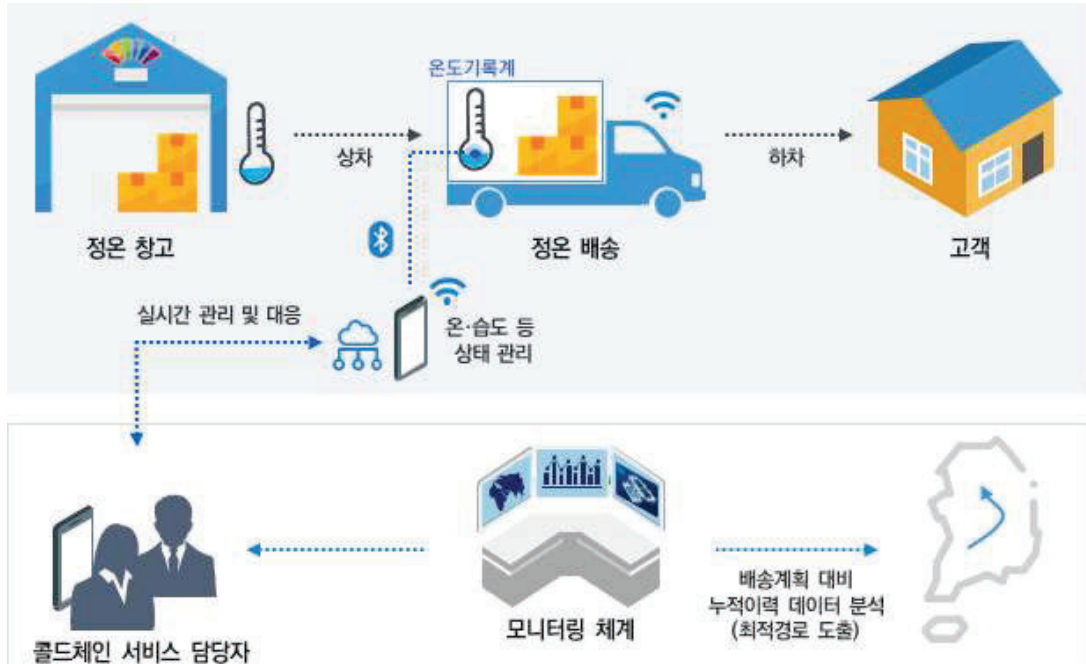 온도기록계
상차
하차
정온 창고
정온 배송
고객
실시간 관리 및 대응
온·습도 등
상태 관리
배송계획 대비
누적이력 데이터 분석
(최적경로 도출)
모니터링 체계
콜드체인 서비스 담당자